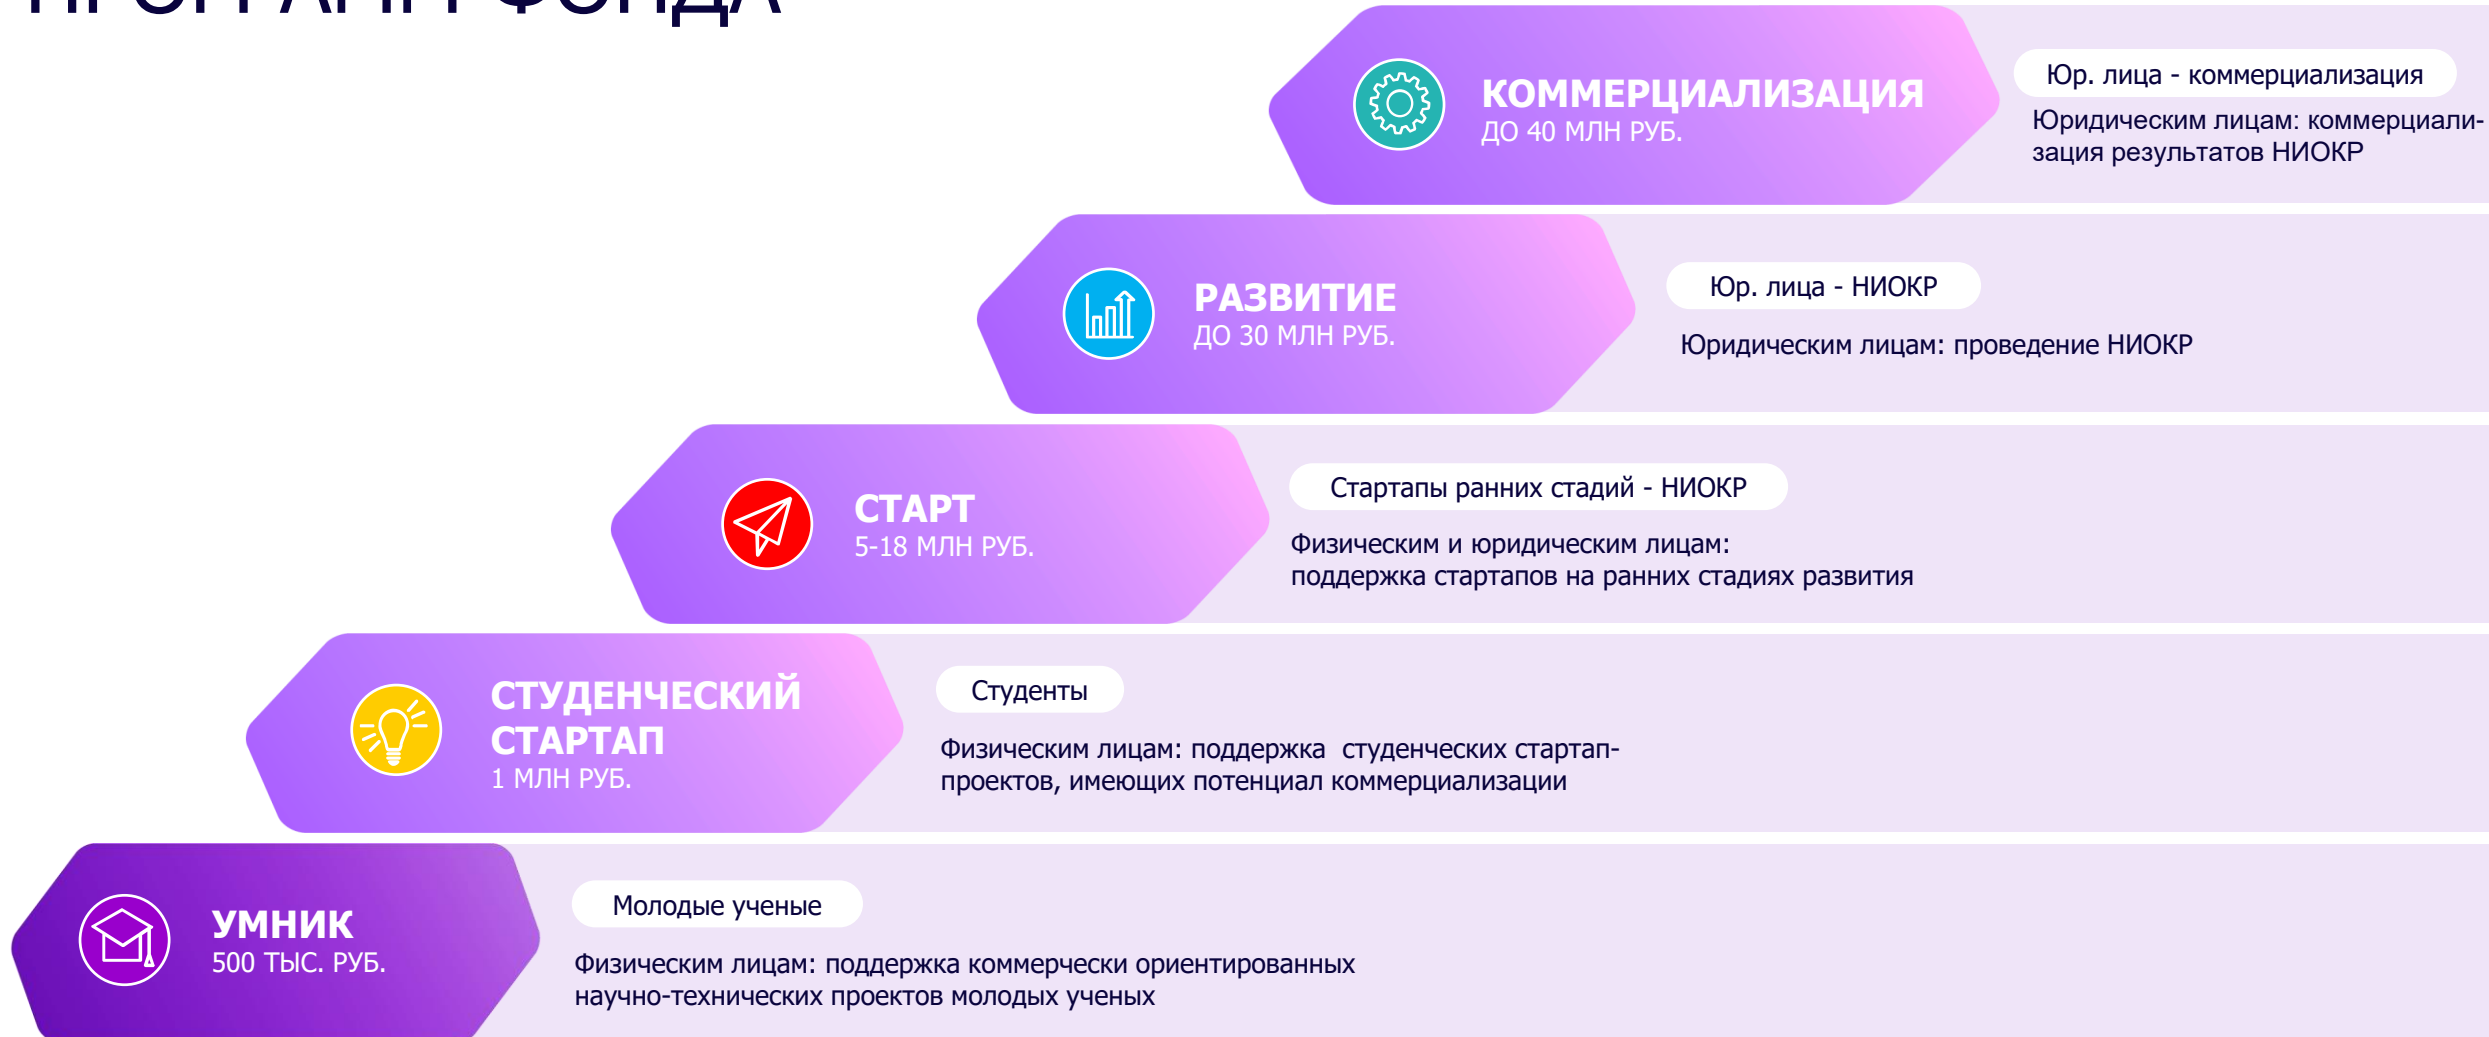 ПРОГРАММ ФОНДА
КОММЕРЦИАЛИЗАЦИЯ
ДО 40 МЛН РУБ.
Юр. лица - коммерциализация
Юридическим лицам: коммерциали-
зация результатов НИОКР
РАЗВИТИЕ
ДО 30 МЛН РУБ.
Юр. лица - НИОКР
Юридическим лицам: проведение НИОКР
СТАРТ
5-18 МЛН РУБ.
Стартапы ранних стадий - НИОКР
Физическим и юридическим лицам:
поддержка стартапов на ранних стадиях развития
СТУДЕНЧЕСКИЙ
СТАРТАП
1 МЛН РУБ.
Студенты
Физическим лицам: поддержка студенческих стартап-
проектов, имеющих потенциал коммерциализации
УМНИК
500 ТЫС. РУБ.
Молодые ученые
Физическим лицам: поддержка коммерчески ориентированных
научно-технических проектов молодых ученых